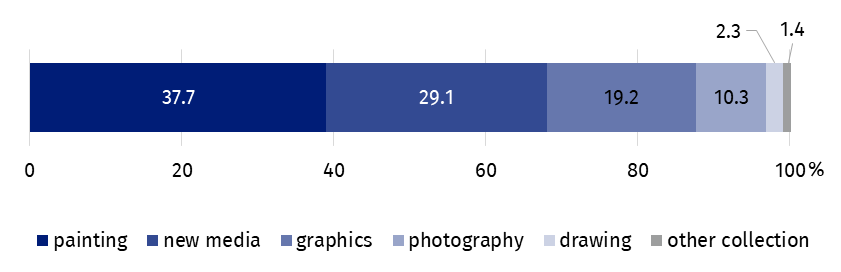 2.3 1.4
37.7 29.1 19.2 10.3
0 20 40 60 80 100%
painting new media graphics photography drawing other collection